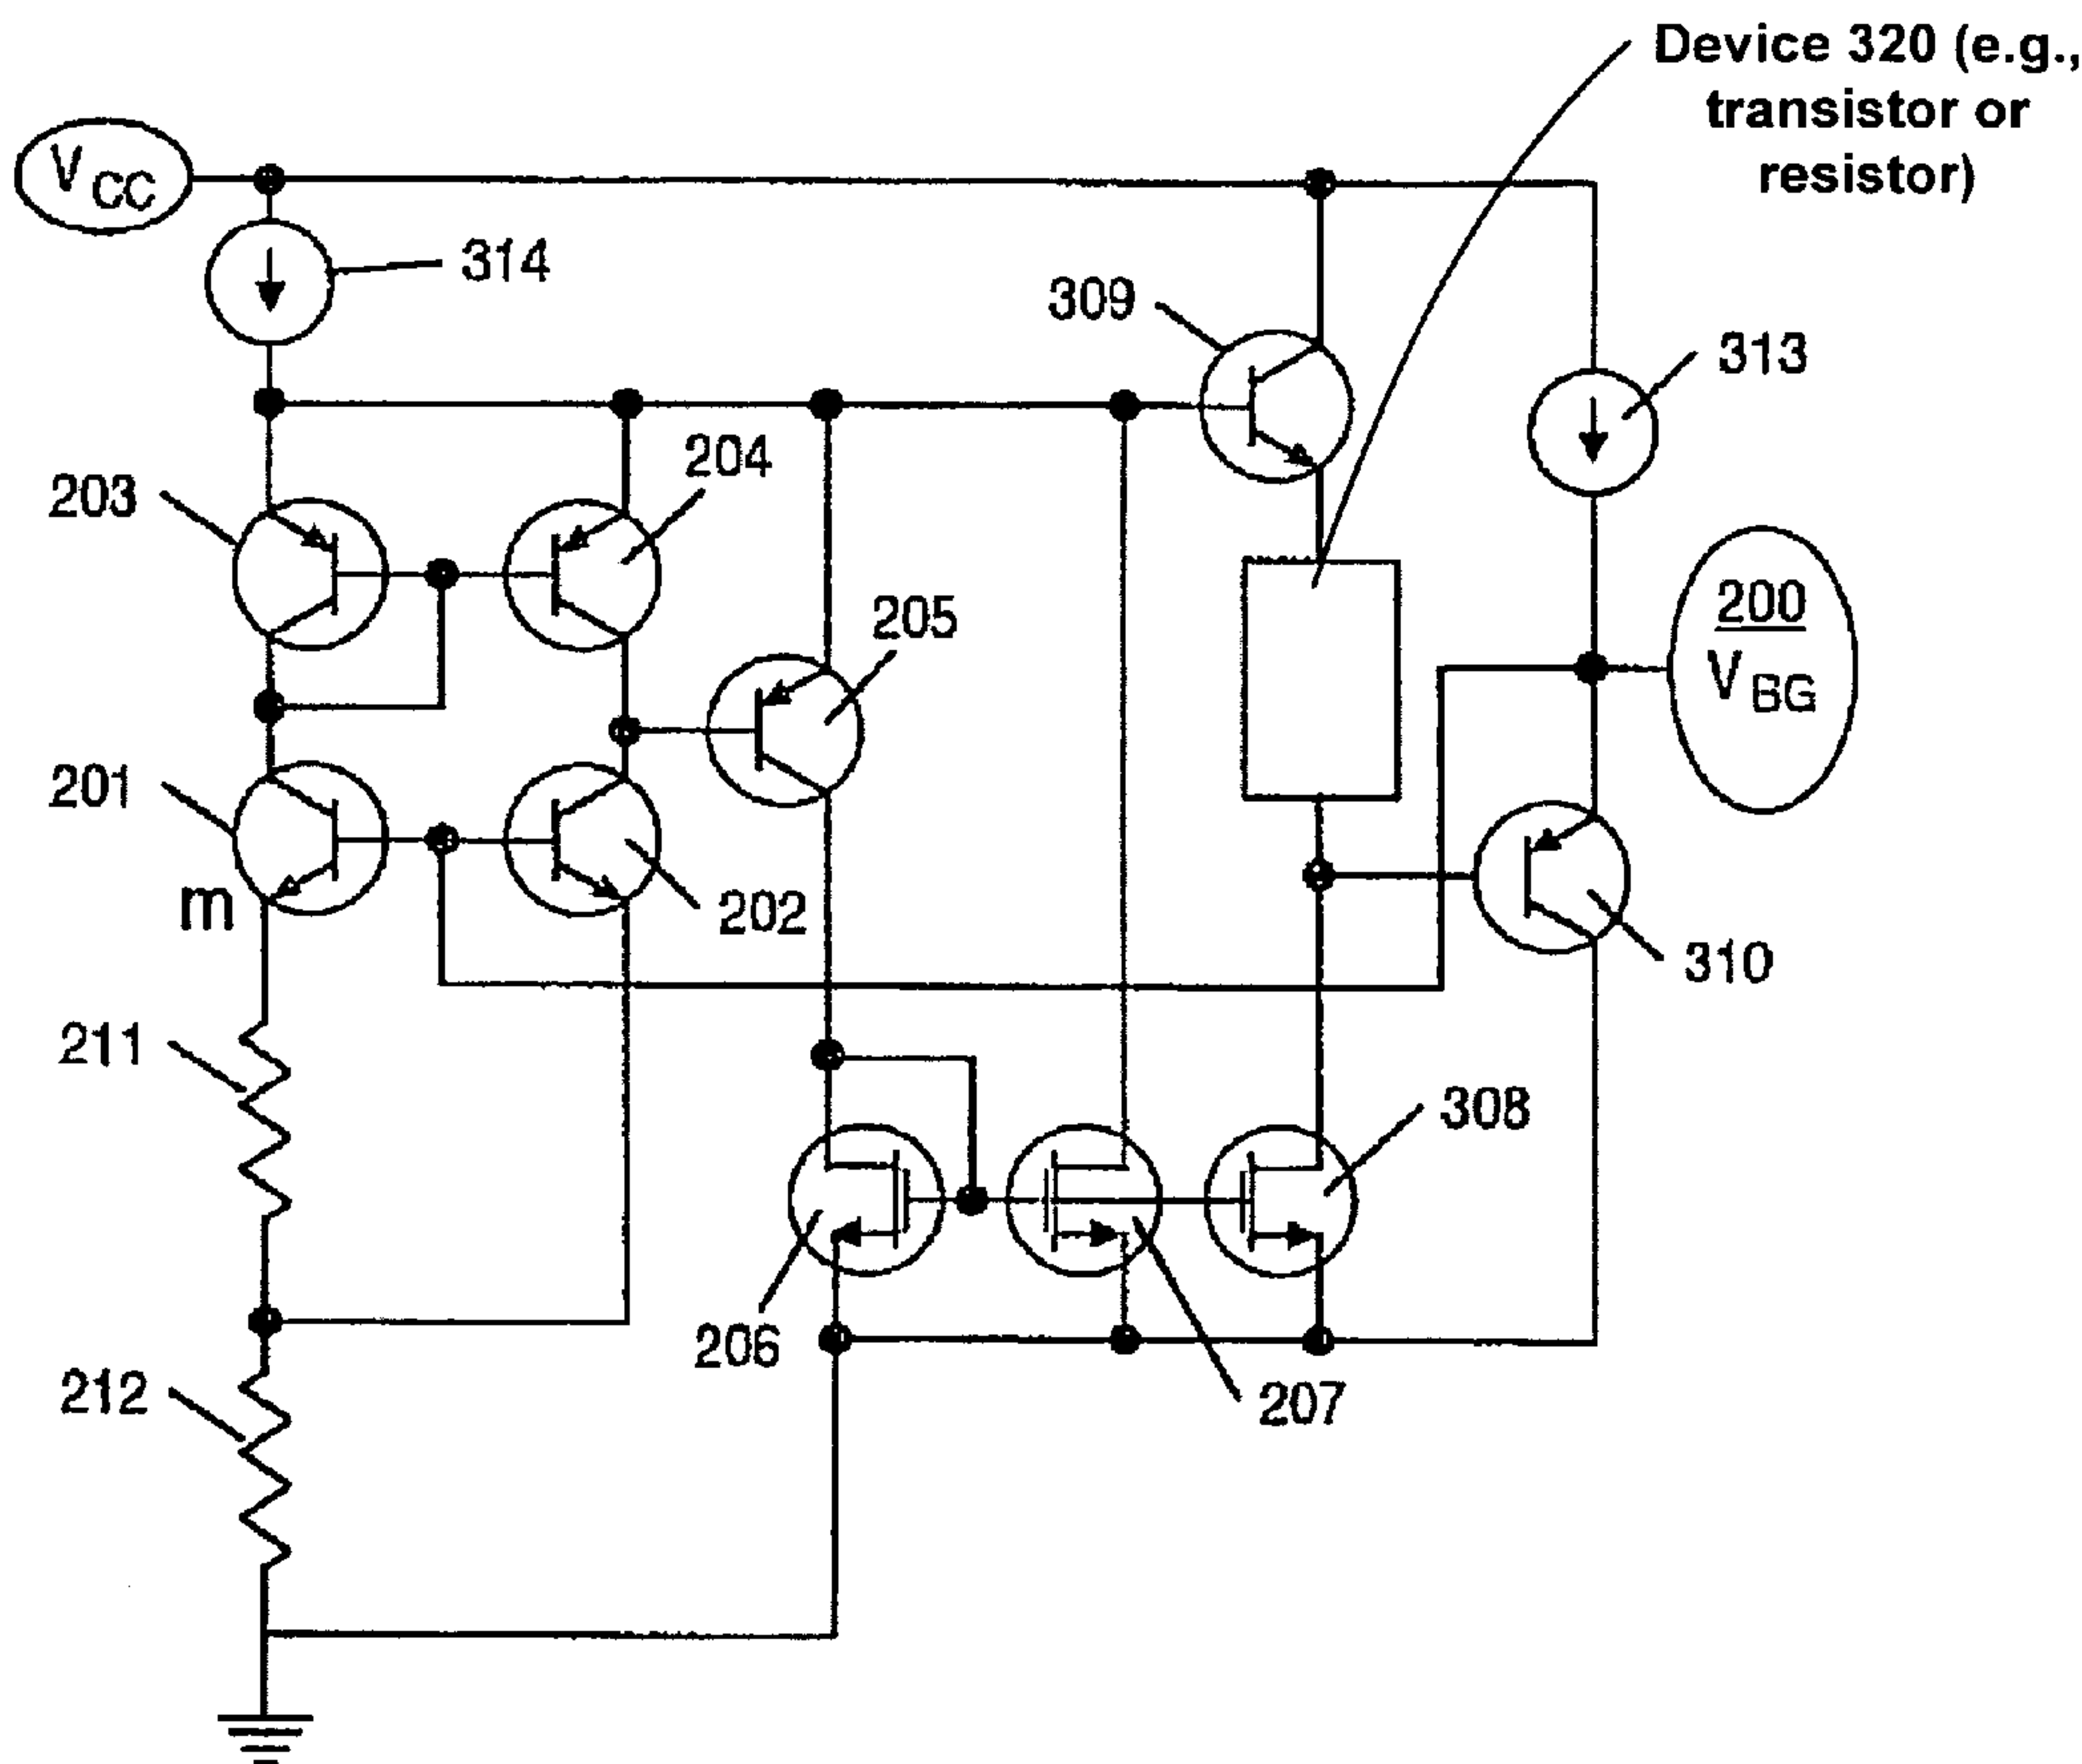 Device 320 (e.g.,
transistor or
resistor)
VCC
314
309
313
203
204
205
200
VBG
201
m
202
310
211
308
206
207
212